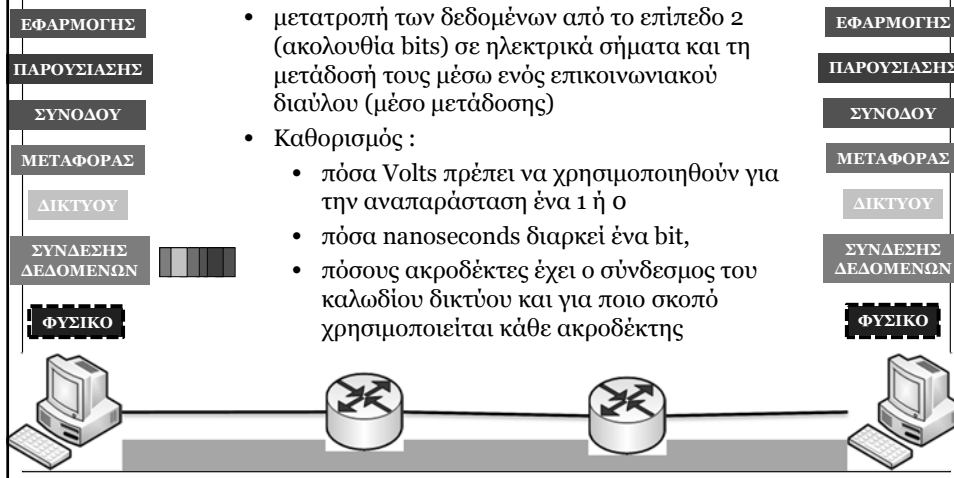 ΕΦΑΡΜΟΓΗΣ
ΠΑΡΟΥΣΙΑΣΗΣ
ΣΥΝΟΔΟΥ
ΜΕΤΑΦΟΡΑΣ
ΔΙΚΤΥΟΥ
ΣΥΝΔΕΣΗΣ
ΔΕΔΟΜΕΝΩΝ
ΦΥΣΙΚΟ
• μετατροπή των δεδομένων από το επίπεδο 2
(ακολουθία bits) σε ηλεκτρικά σήματα και τη
μετάδοσή τους μέσω ενός επικοινωνιακού
διαύλου (μέσο μετάδοσης)
• Καθορισμός :
• πόσα Volts πρέπει να χρησιμοποιηθούν για
την αναπαράσταση ένα 1 ή 0
• πόσα nanoseconds διαρκεί ένα bit,
• πόσους ακροδέκτες έχει ο σύνδεσμος του
καλωδίου δικτύου και για ποιο σκοπό
χρησιμοποιείται κάθε ακροδέκτης
ΕΦΑΡΜΟΓΗΣ
ΠΑΡΟΥΣΙΑΣΗΣ
ΣΥΝΟΔΟΥ
ΜΕΤΑΦΟΡΑΣ
ΔΙΚΤΥΟΥ
ΣΥΝΔΕΣΗΣ
ΔΕΔΟΜΕΝΩΝ
ΦΥΣΙΚΟ